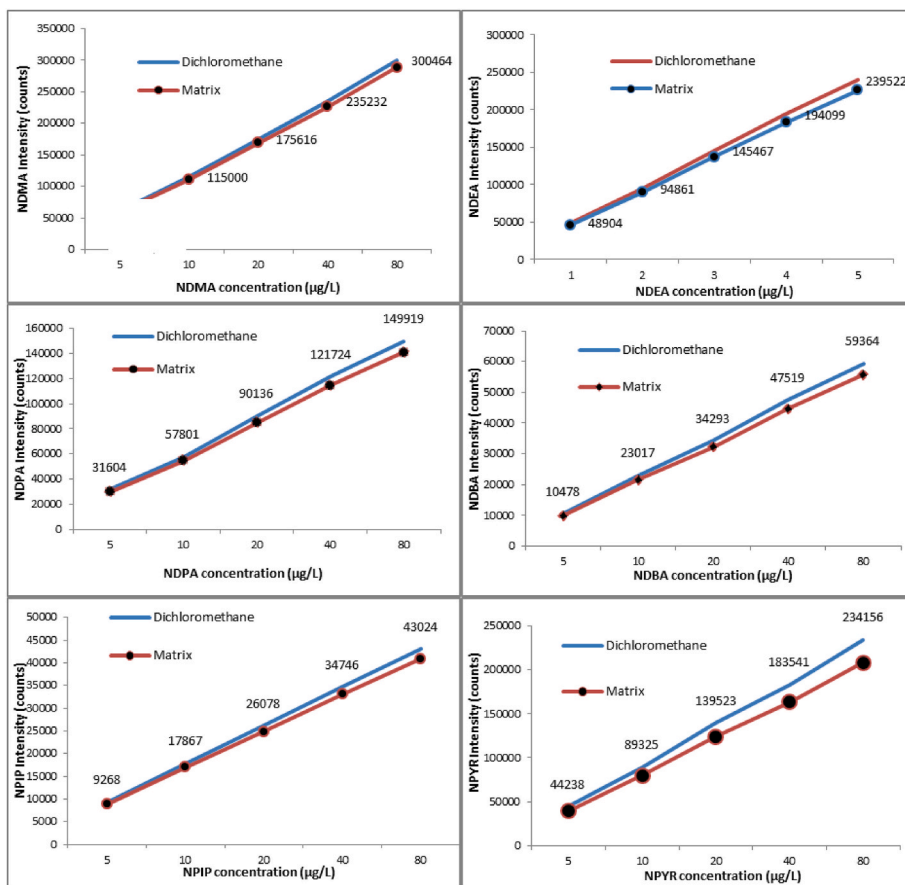 350000
300000
250000
200000
150000
100000
50000
0
NDMA Intensity (counts)
Dichloromethane
Matrix
300464
235232
175616
115000
5 10 20 40 80
NDMA concentration (µg/L)
300000
250000
200000
150000
100000
50000
0
NDEA Intensity (counts)
Dichloromethane
Matrix
239522
194099
145467
94861
48904
1 2 3 4 5
NDEA concentration (µg/L)
160000
140000
120000
100000
80000
60000
40000
20000
0
NDPA Intensity (counts)
Dichloromethane
Matrix
149919
121724
90136
57801
31604
5 10 20 40 80
NDPA concentration (µg/L)
70000
60000
50000
40000
30000
20000
10000
0
NDBA Intensity (counts)
Dichloromethane
Matrix
59364
47519
34293
23017
10478
5 10 20 40 80
NDBA concentration (µg/L)
50000
45000
40000
35000
30000
25000
20000
15000
10000
5000
0
NPIP Intensity (counts)
Dichloromethane
Matrix
43024
34746
26078
17867
9268
5 10 20 40 80
NPIP concentration (µg/L)
250000
200000
150000
100000
50000
0
NPYR Intensity (counts)
Dichloromethane
Matrix
234156
183541
139523
89325
44238
5 10 20 40 80
NPYR concentration (µg/L)